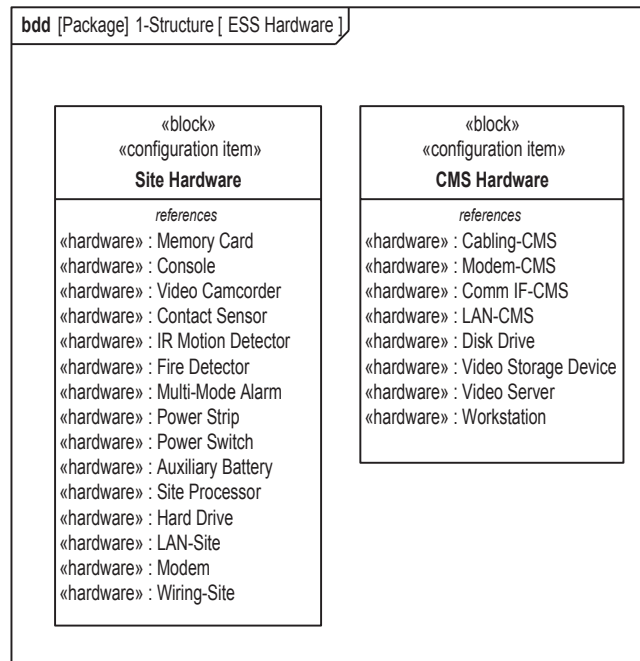 bdd [Package] 1-Structure [ ESS Hardware ]
«block»
«configuration item»
Site Hardware
references
«hardware» : Memory Card
«hardware» : Console
«hardware» : Video Camcorder
«hardware» : Contact Sensor
«hardware» : IR Motion Detector
«hardware» : Fire Detector
«hardware» : Multi-Mode Alarm
«hardware» : Power Strip
«hardware» : Power Switch
«hardware» : Auxiliary Battery
«hardware» : Site Processor
«hardware» : Hard Drive
«hardware» : LAN-Site
«hardware» : Modem
«hardware» : Wiring-Site
«block»
«configuration item»
CMS Hardware
references
«hardware» : Cabling-CMS
«hardware» : Modem-CMS
«hardware» : Comm IF-CMS
«hardware» : LAN-CMS
«hardware» : Disk Drive
«hardware» : Video Storage Device
«hardware» : Video Server
«hardware» : Workstation